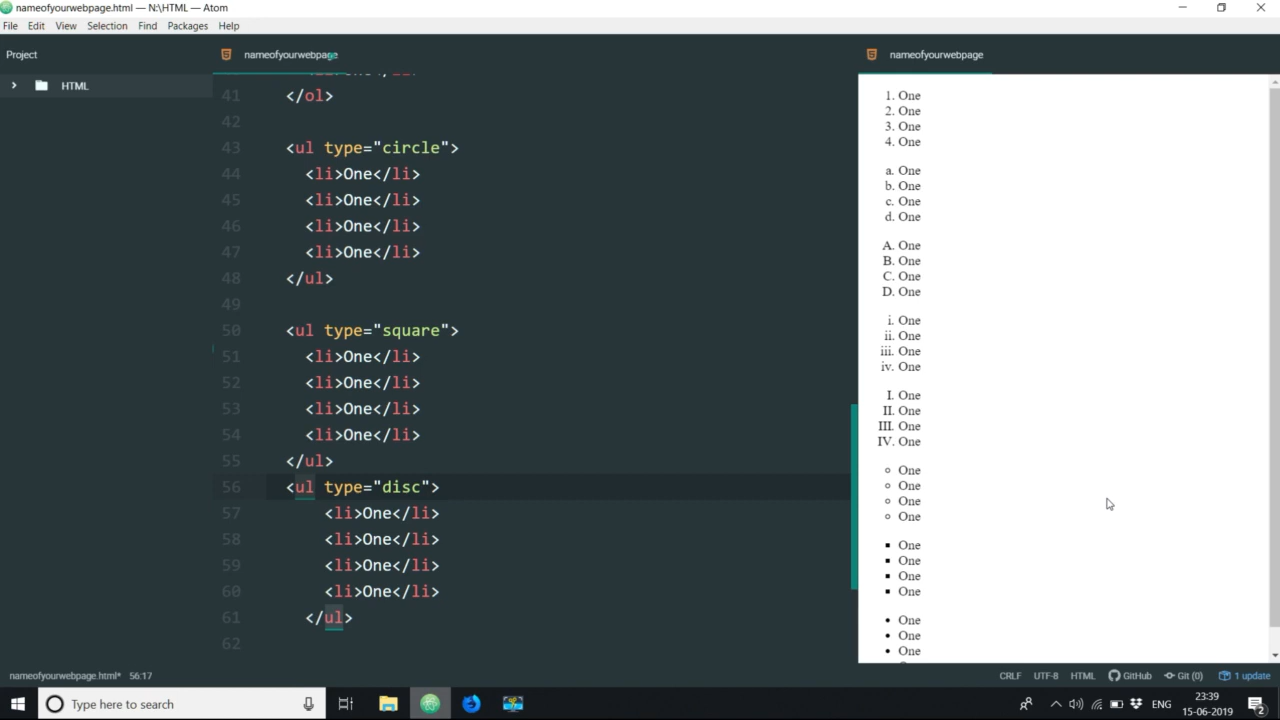 nameofyourwebpage.html — N:\HTML — Atom
File Edit View Selection Find Packages Help
Project
HTML
nameofyourwebpage
41 </ol>
42
43 <ul type="circle">
44 <li>One</li>
45 <li>One</li>
46 <li>One</li>
47 <li>One</li>
48 </ul>
49
50 <ul type="square">
51 <li>One</li>
52 <li>One</li>
53 <li>One</li>
54 <li>One</li>
55 </ul>
56 <ul type="disc">
57 <li>One</li>
58 <li>One</li>
59 <li>One</li>
60 <li>One</li>
61 </ul>
62
nameofyourwebpage
1. One
2. One
3. One
4. One
a. One
b. One
c. One
d. One
A. One
B. One
C. One
D. One
i. One
ii. One
iii. One
iv. One
I. One
II. One
III. One
IV. One
One
One
One
One
One
One
One
One
One
One
One
nameofyourwebpage.html* 56:17
CRLF UTF-8 HTML GitHub Git (0) 1 update
Type here to search
ENG
23:39
15-06-2019
2